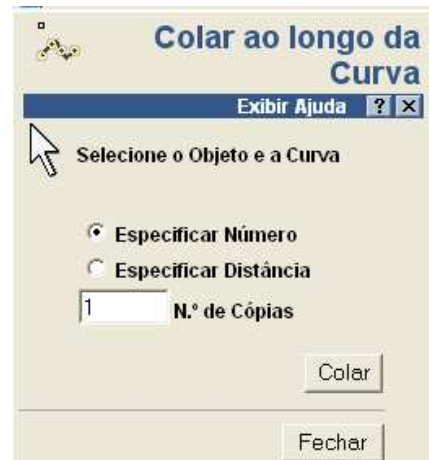 Colar ao longo da
Curva
Exibir Ajuda ? ×
Selecione o Objeto e a Curva
Especificar Número
Especificar Distância
1 N.º de Cópias
Colar
Fechar